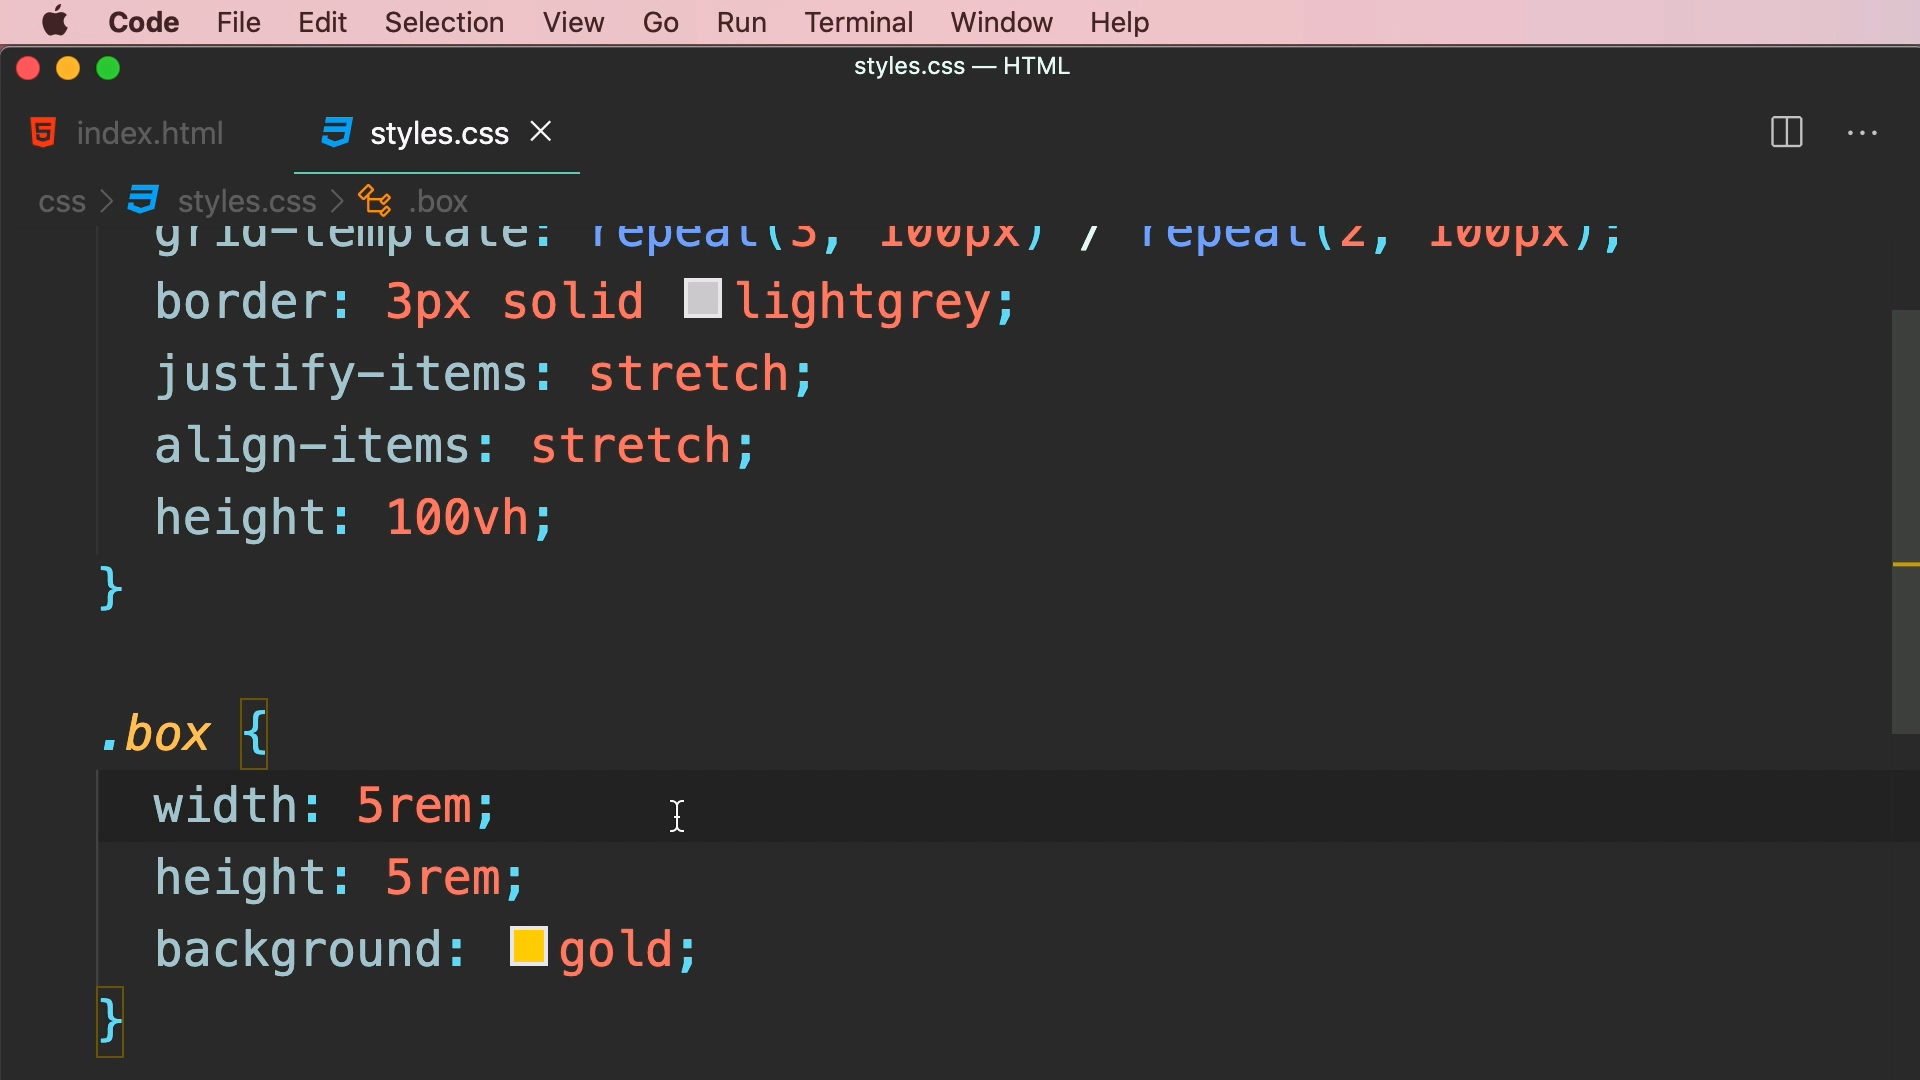 Code File Edit Selection View Go Run Terminal Window Help
styles.css — HTML
index.html styles.css
css > styles.css > .box
grid-template: repeat(3, 100px) / repeat(2, 100px);
border: 3px solid lightgrey;
justify-items: stretch;
align-items: stretch;
height: 100vh;
}
.box {
width: 5rem;
height: 5rem;
background: gold;
}